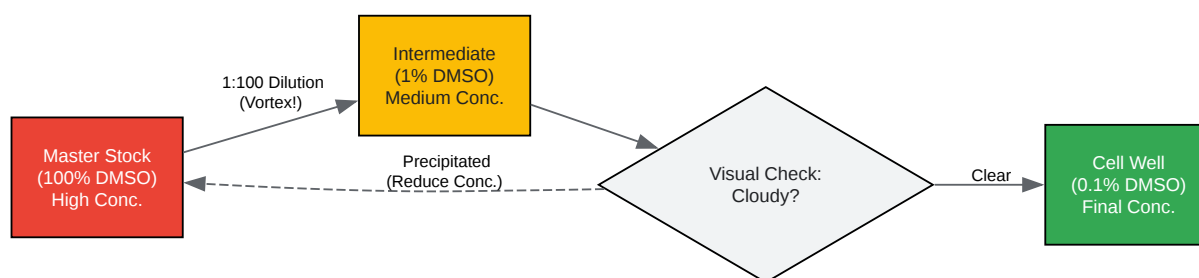 Master Stock
(100% DMSO)
High Conc.
1:100 Dilution
(Vortex!)
Intermediate
(1% DMSO)
Medium Conc.
Precipitated
(Reduce Conc.)
Visual Check:
Cloudy?
Clear
Cell Well
(0.1% DMSO)
Final Conc.